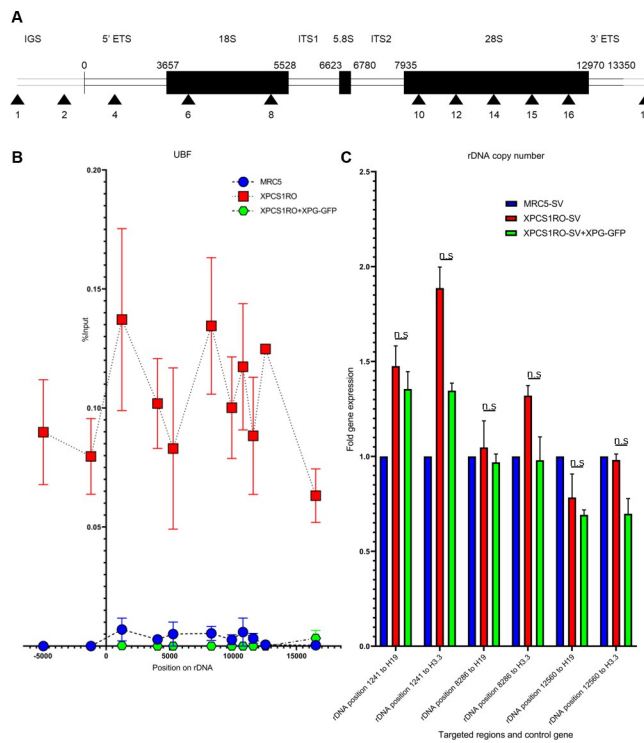 A
IGS 5' ETS 18S ITS1 5.8S ITS2 28S 3' ETS
0 3657 5528 6623 6780 7935 12970 13350
1 2 4 6 8 10 12 14 15 16
B
UBF
MRC5
XPCS1RO
XPCS1RO+XPG-GFP
%Input
0.20
0.15
0.10
0.05
-5000 0 5000 10000 15000
Position on rDNA
C
rDNA copy number
MRC5-SV
XPCS1RO-SV
XPCS1RO-SV+XPG-GFP
Fold gene expression
2.5
2.0
1.5
1.0
0.5
0.0
n.s n.s n.s n.s n.s n.s
rDNA position 1241 to H19
rDNA position 1241 to H3.3
rDNA position 8286 to H19
rDNA position 8286 to H3.3
rDNA position 12560 to H19
rDNA position 12560 to H3.3
Targeted regions and control gene